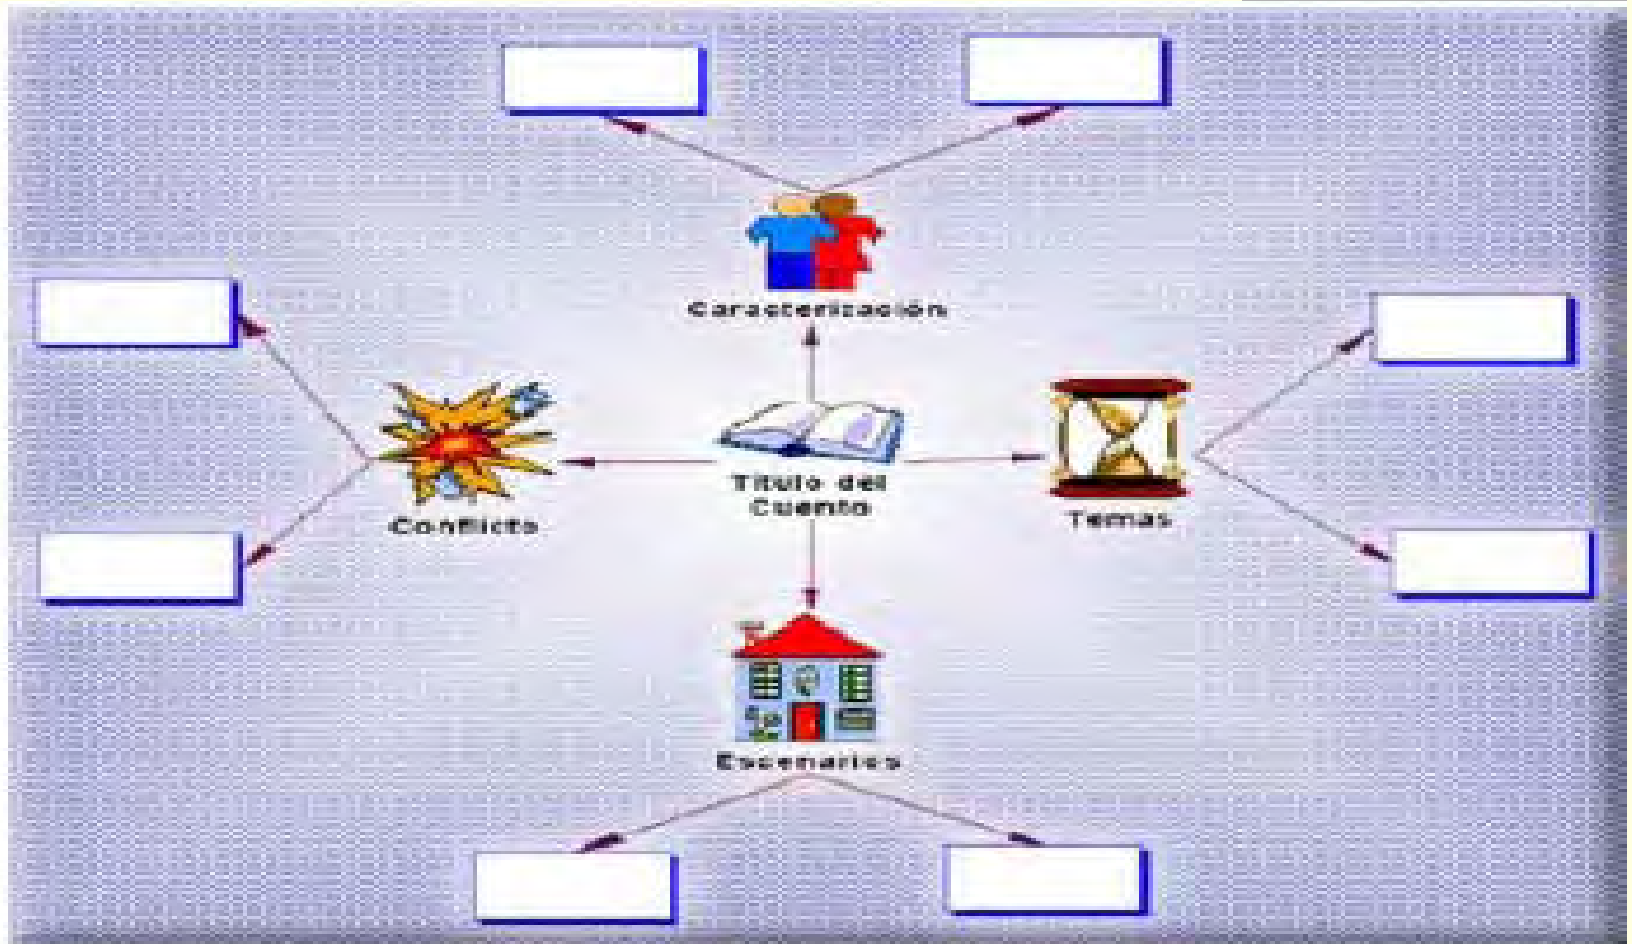 Caracterización
Título del
Cuento
Conflicto
Temas
Escenarios